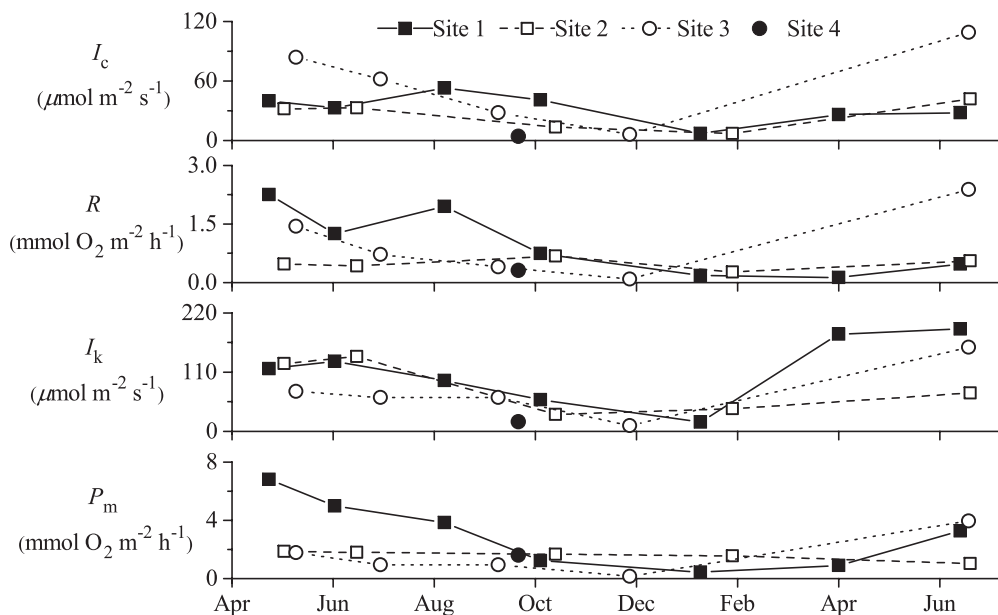 Site 1 Site 2 Site 3 Site 4
120
60
0
I_c
(μmol m⁻² s⁻¹)
3.0
1.5
0.0
R
(mmol O₂ m⁻² h⁻¹)
220
110
0
I_k
(μmol m⁻² s⁻¹)
8
4
0
P_m
(mmol O₂ m⁻² h⁻¹)
Apr Jun Aug Oct Dec Feb Apr Jun